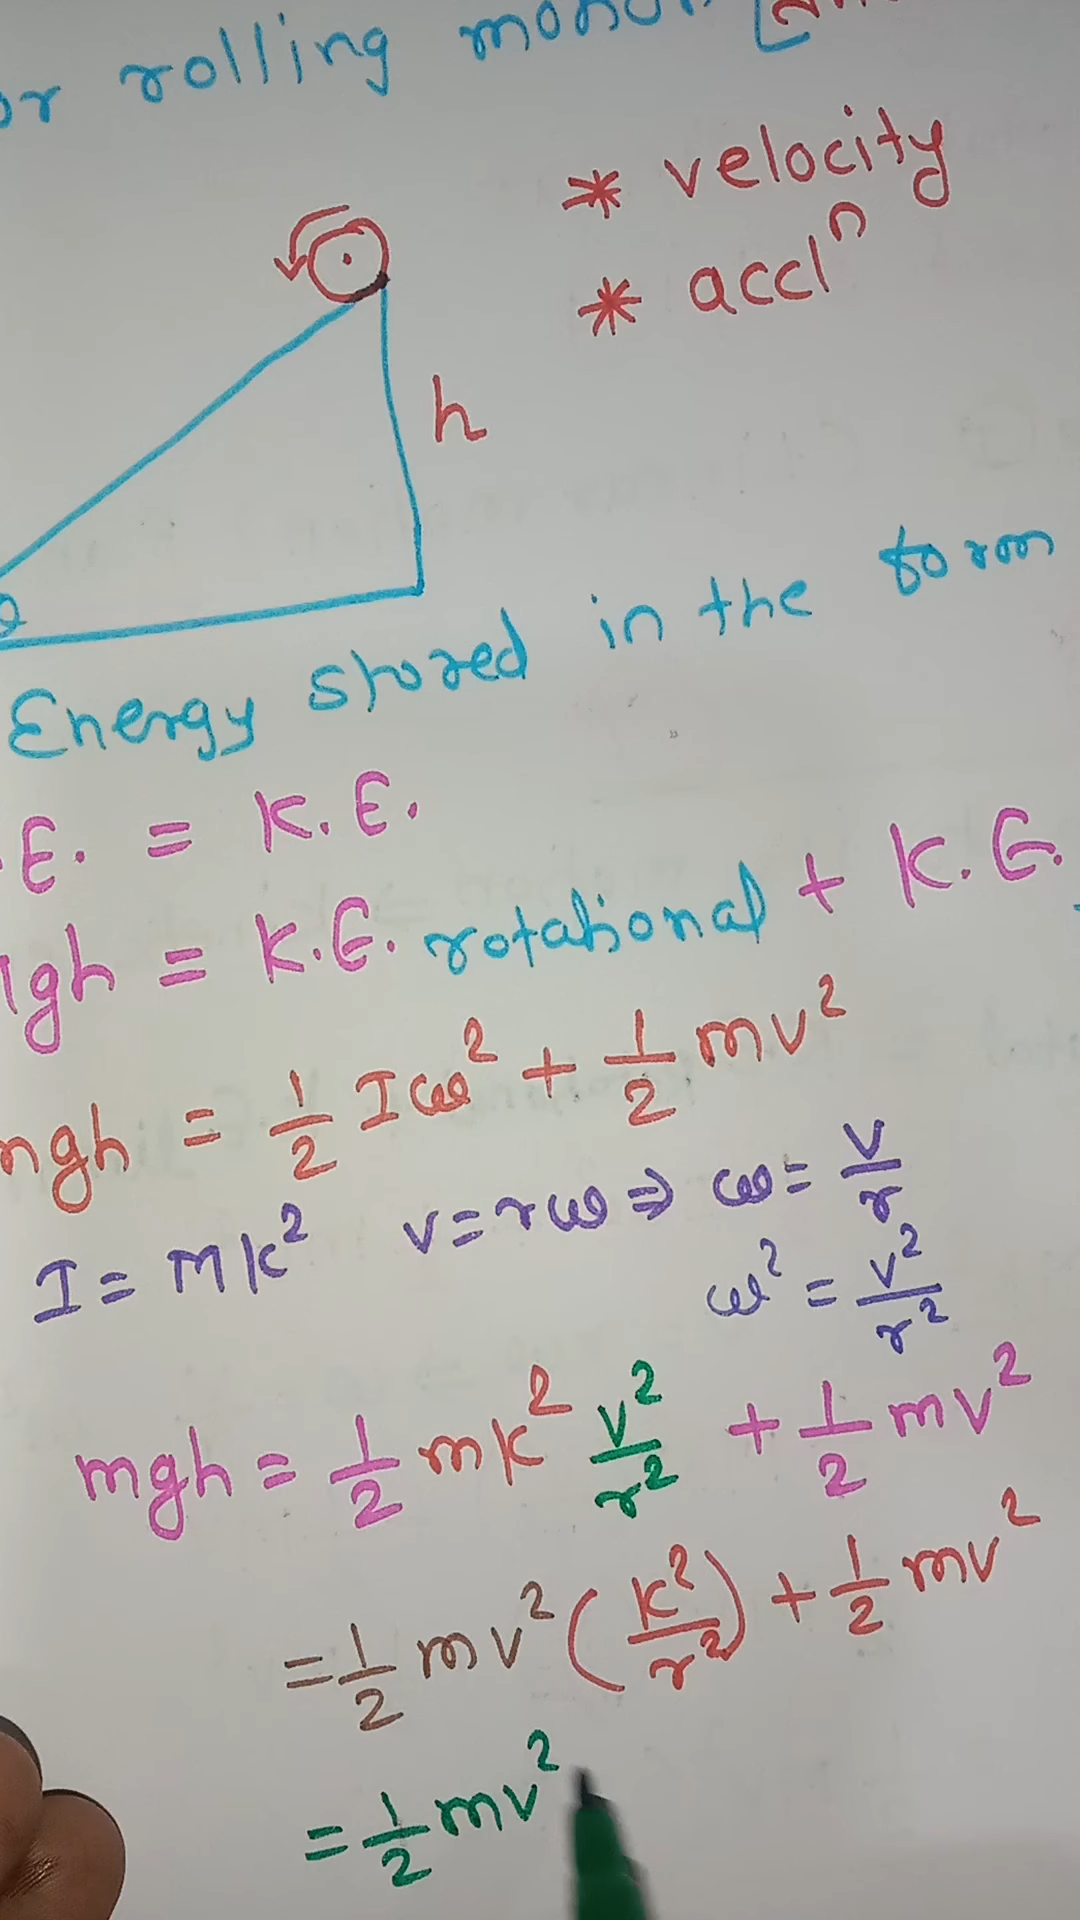 rolling
* velocity
* accl^n
h
θ
Energy stored in the form
E. = K.E.
gh = K.E. rotational + K.E.
mgh = 1/2 Iω² + 1/2 mv²
I = MK² v = rω ⇒ ω = v/r
ω² = v²/r²
mgh = 1/2 mK² v²/r² + 1/2 mv²
= 1/2 mv² (K²/r²) + 1/2 mv²
= 1/2 mv²